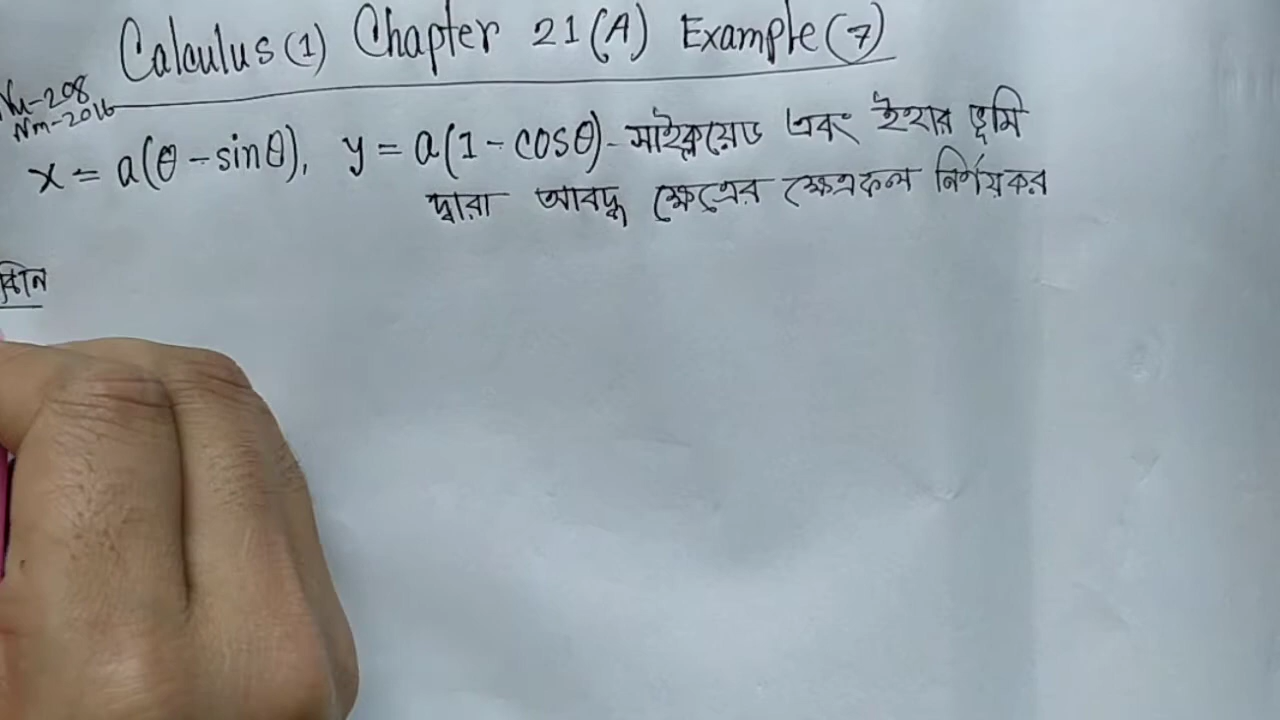 Calculus (1) Chapter 21(A) Example (7)
Nu-208
Nm-2016
x = a(θ - sinθ), y = a(1 - cosθ) - সাইক্লয়েড এবং ইহার ভূমি
দ্বারা আবদ্ধ ক্ষেত্রের ক্ষেত্রফল নির্ণয় কর